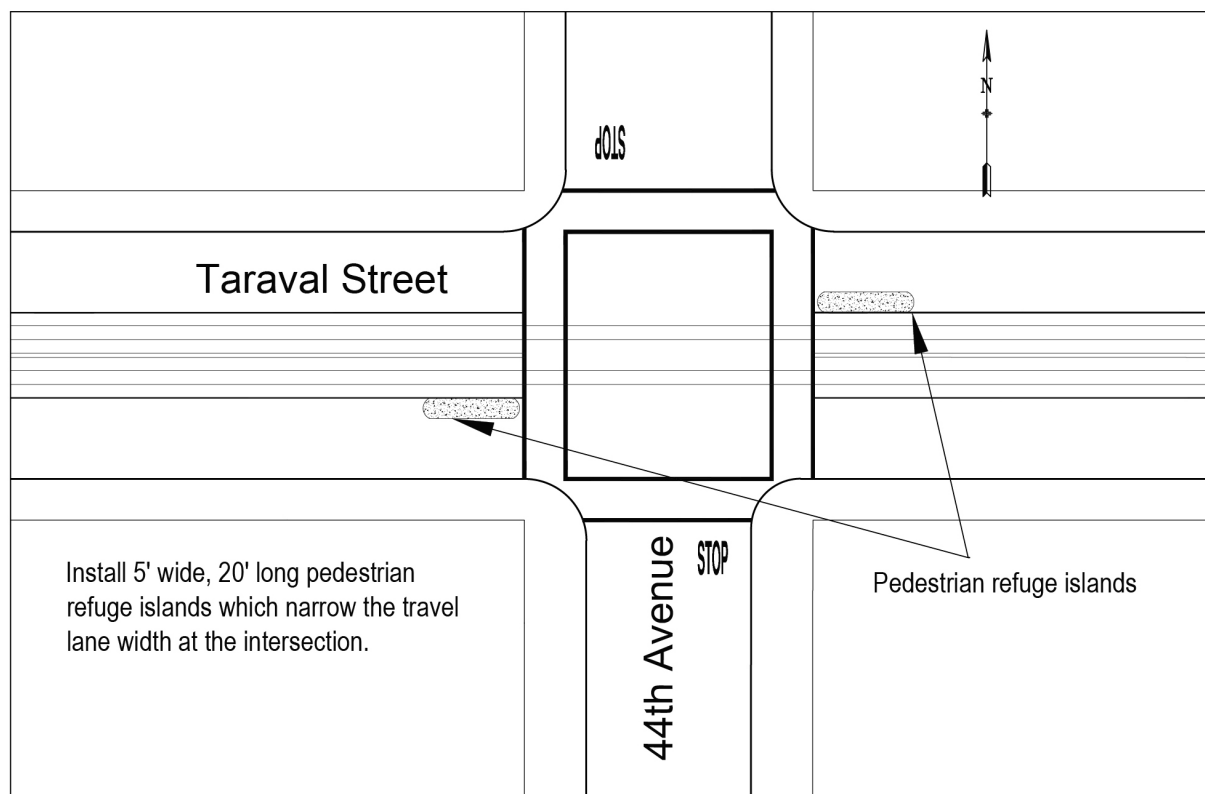 N
STOP
Taraval Street
Install 5' wide, 20' long pedestrian
refuge islands which narrow the travel
lane width at the intersection.
44th Avenue
STOP
Pedestrian refuge islands